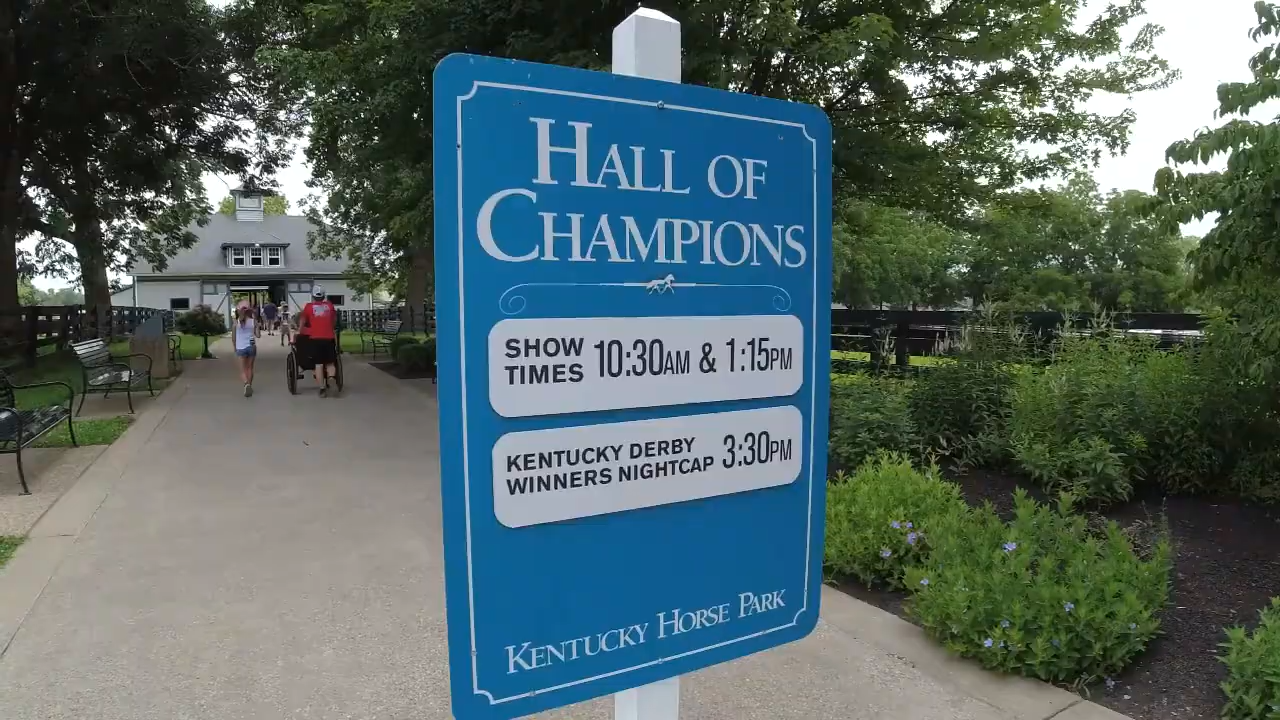 HALL OF
CHAMPIONS
SHOW TIMES 10:30AM & 1:15PM
KENTUCKY DERBY WINNERS NIGHTCAP 3:30PM
KENTUCKY HORSE PARK